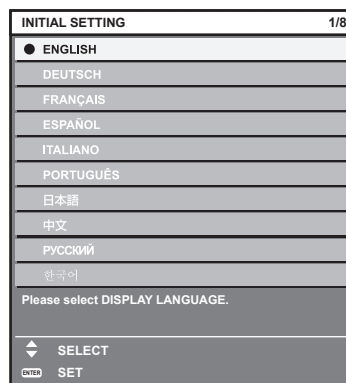 INITIAL SETTING 1/8
ENGLISH
DEUTSCH
FRANÇAIS
ESPAÑOL
ITALIANO
PORTUGUÊS
日本語
中文
РУССКИЙ
한국어
Please select DISPLAY LANGUAGE.
SELECT
ENTER SET